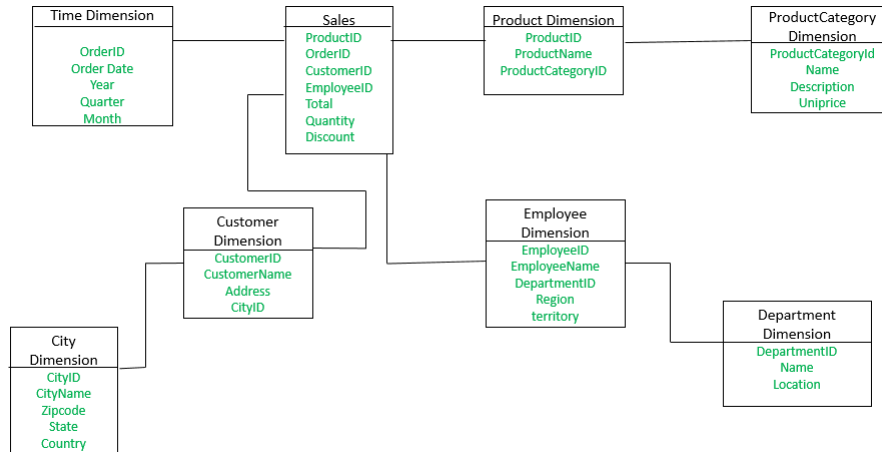 Time Dimension
OrderID
Order Date
Year
Quarter
Month
Sales
ProductID
OrderID
CustomerID
EmployeeID
Total
Quantity
Discount
Product Dimension
ProductID
ProductName
ProductCategoryID
ProductCategory
Dimension
ProductCategoryId
Name
Description
Uniprice
Customer
Dimension
CustomerID
CustomerName
Address
CityID
Employee
Dimension
EmployeeID
EmployeeName
DepartmentID
Region
territory
City
Dimension
CityID
CityName
Zipcode
State
Country
Department
Dimension
DepartmentID
Name
Location